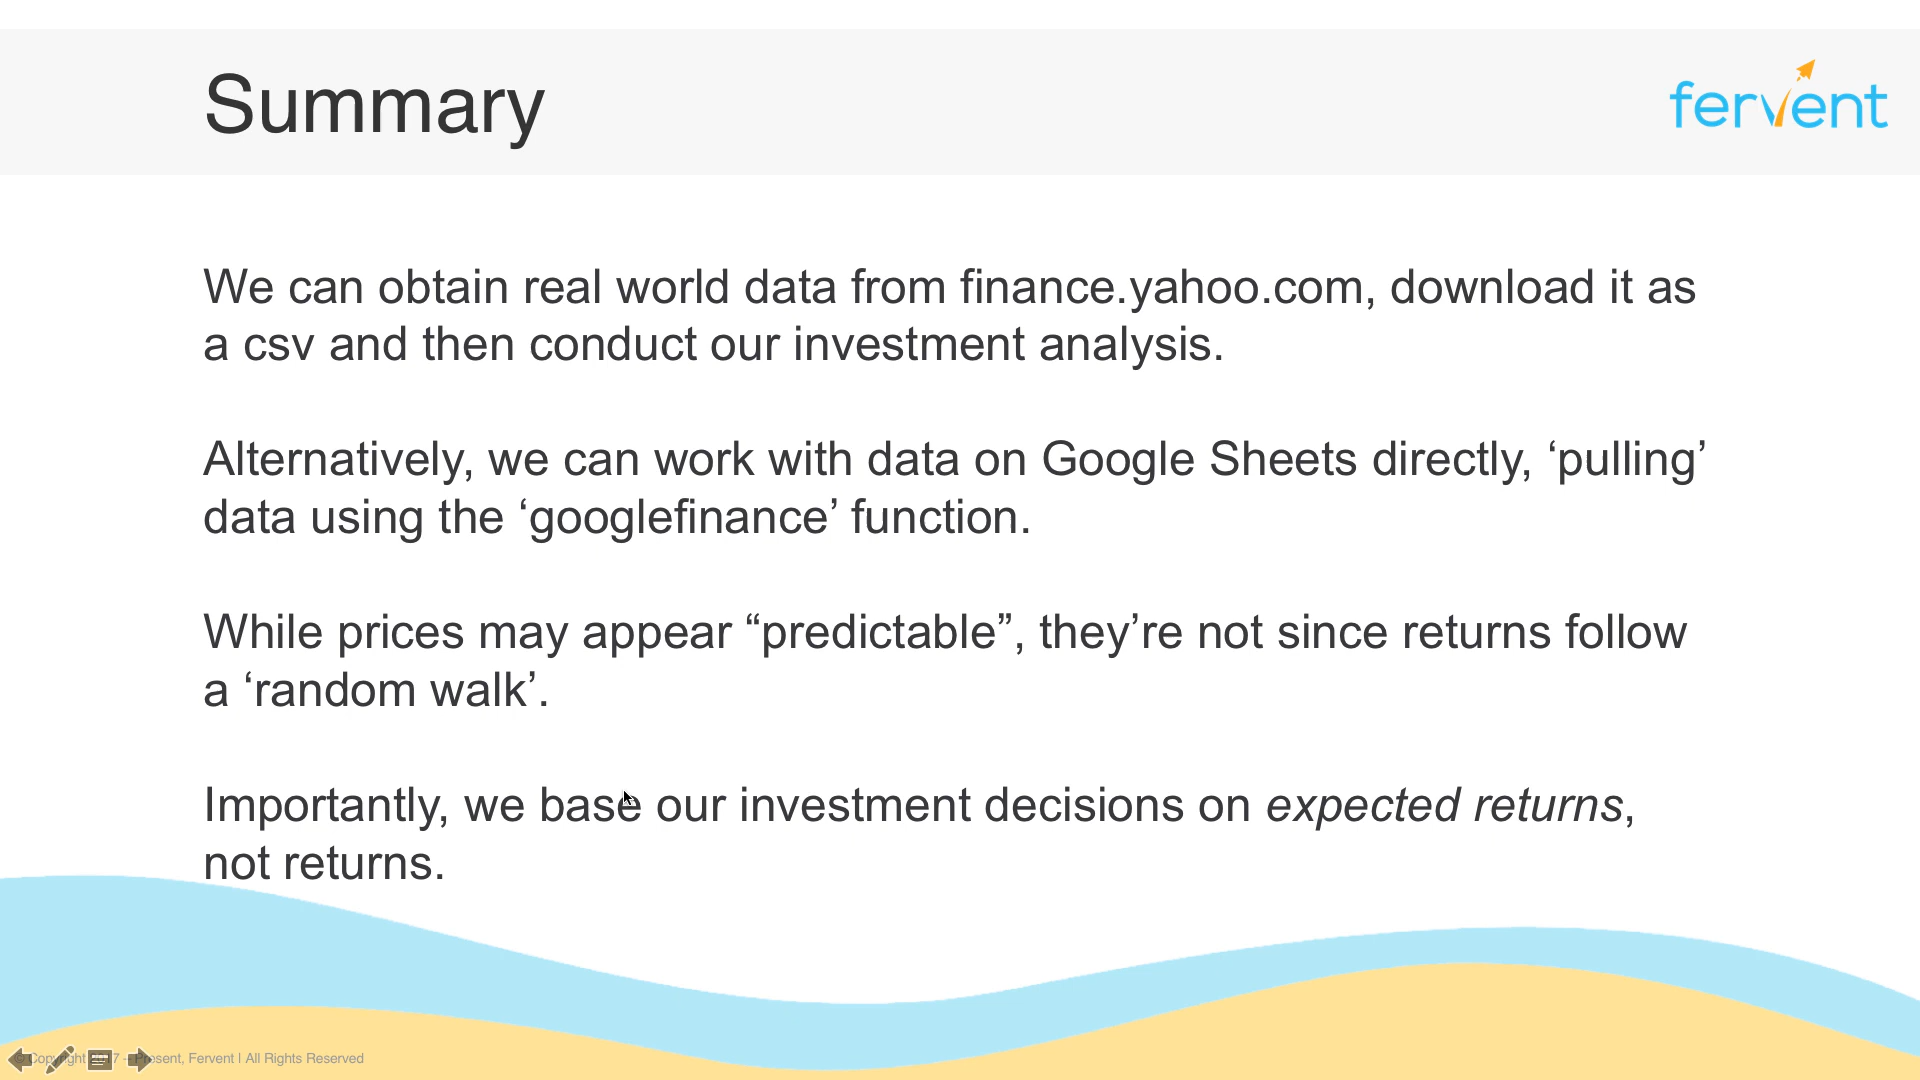 Summary
fervent
We can obtain real world data from finance.yahoo.com, download it as
a csv and then conduct our investment analysis.
Alternatively, we can work with data on Google Sheets directly, ‘pulling’
data using the ‘googlefinance’ function.
While prices may appear “predictable”, they’re not since returns follow
a ‘random walk’.
Importantly, we base our investment decisions on expected returns,
not returns.
© Copyright 2017 - Present, Fervent | All Rights Reserved